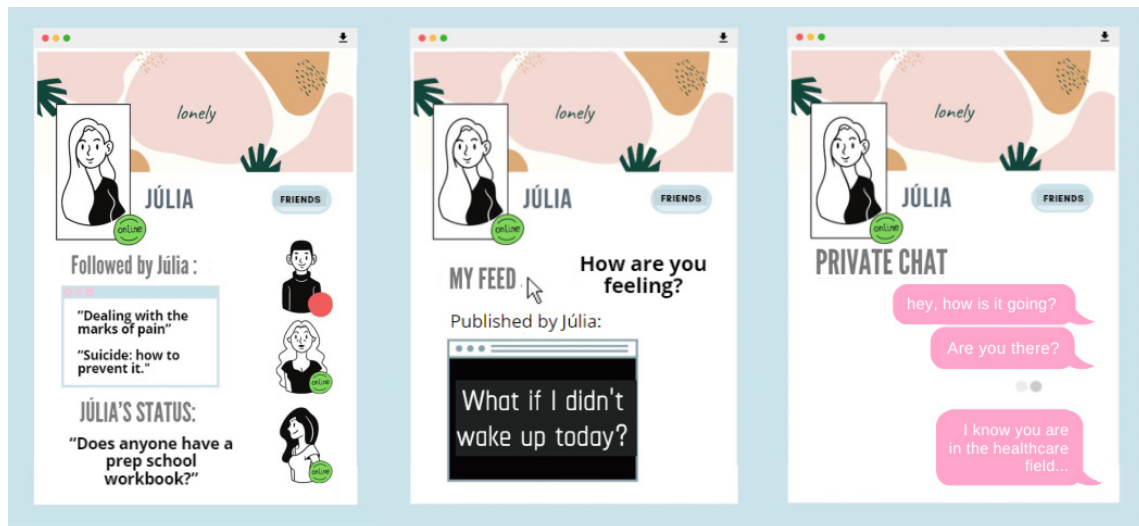 lonely
JÚLIA
FRIENDS
online
Followed by Júlia :
"Dealing with the
marks of pain"
"Suicide: how to
prevent it."
online
JÚLIA'S STATUS:
"Does anyone have a
prep school
workbook?"
online
lonely
JÚLIA
FRIENDS
online
MY FEED
How are you
feeling?
Published by Júlia:
What if I didn't
wake up today?
lonely
JÚLIA
FRIENDS
online
PRIVATE CHAT
hey, how is it going?
Are you there?
I know you are
in the healthcare
field...